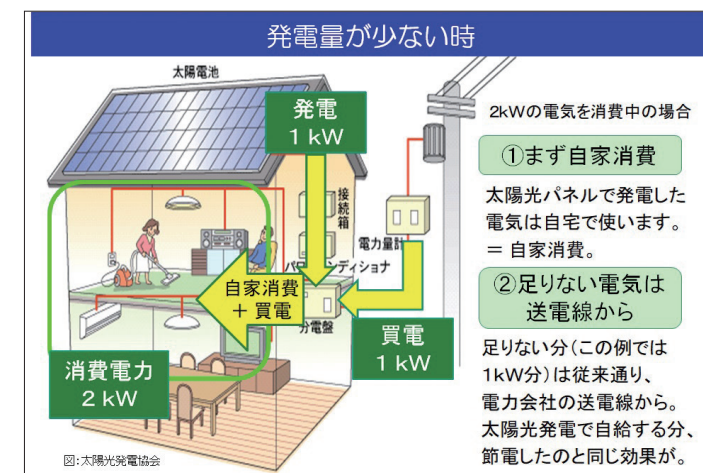 発電量が少ない時
太陽電池
発電
1 kW
接続箱
電力量計
パワーコンディショナ
自家消費
+ 買電
分電盤
買電
1 kW
消費電力
2 kW
図:太陽光発電協会
2kWの電気を消費中の場合
①まず自家消費
太陽光パネルで発電した
電気は自宅で使います。
= 自家消費。
②足りない電気は
送電線から
足りない分(この例では
1kW分)は従来通り、
電力会社の送電線から。
太陽光発電で自給する分、
節電したのと同じ効果が。